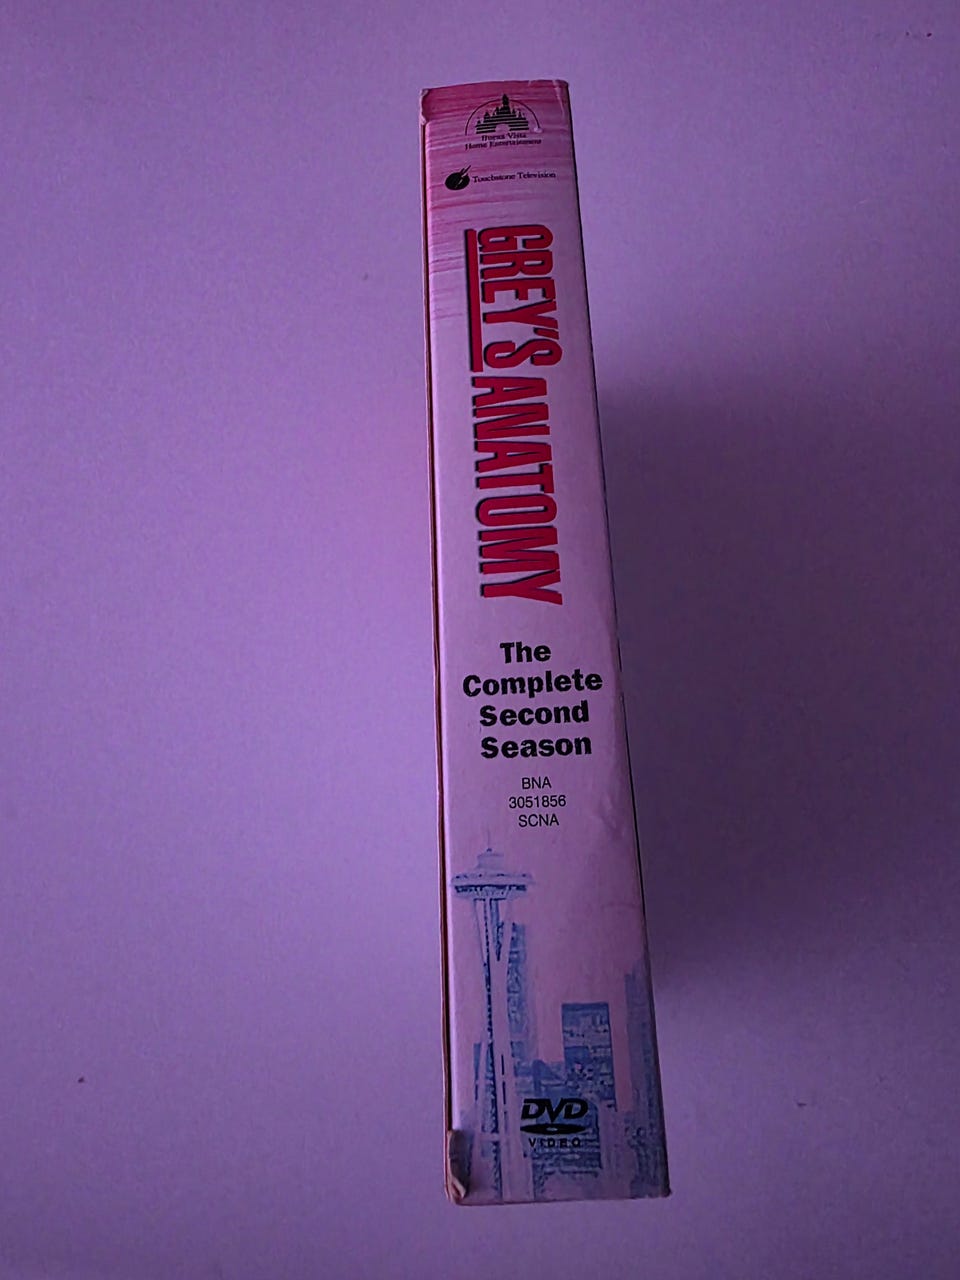 Buena Vista
Home Entertainment
Touchstone Television
GREY'S ANATOMY
The
Complete
Second
Season
BNA
3051856
SCNA
DVD
VIDEO